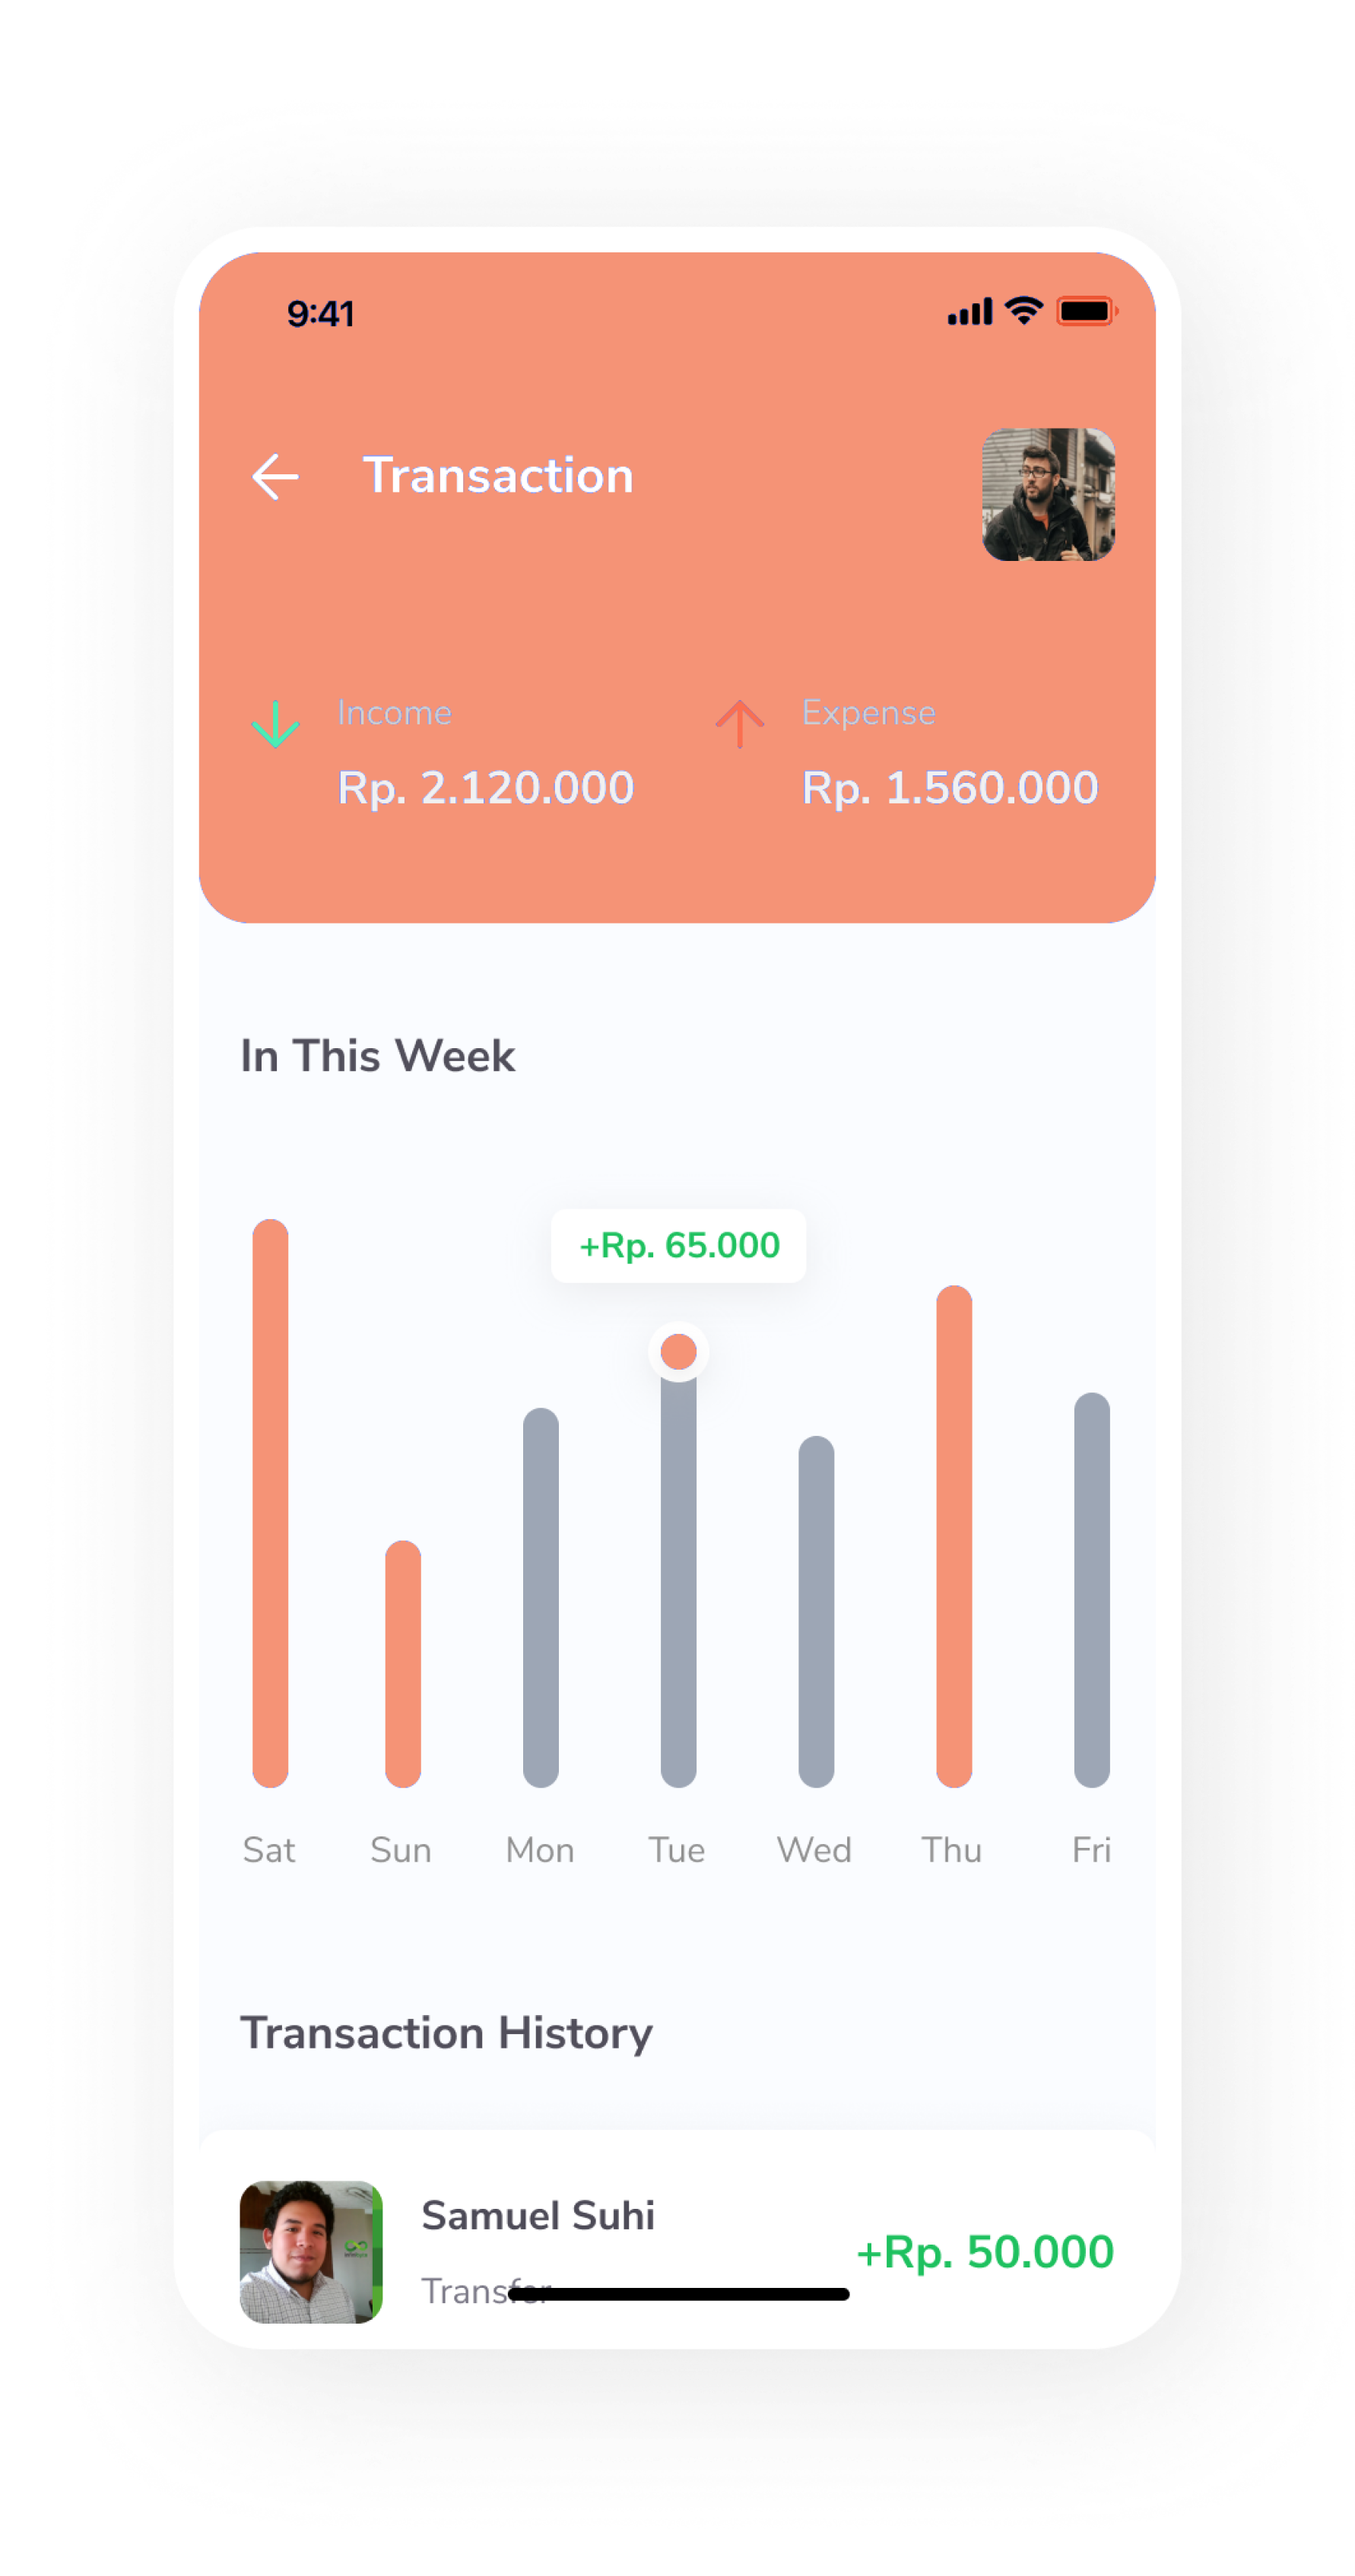 9:41
Transaction
Income
Expense
Rp. 2.120.000
Rp. 1.560.000
In This Week
+Rp. 65.000
Sat Sun Mon Tue Wed Thu Fri
Transaction History
Samuel Suhi
+Rp. 50.000
Transfer